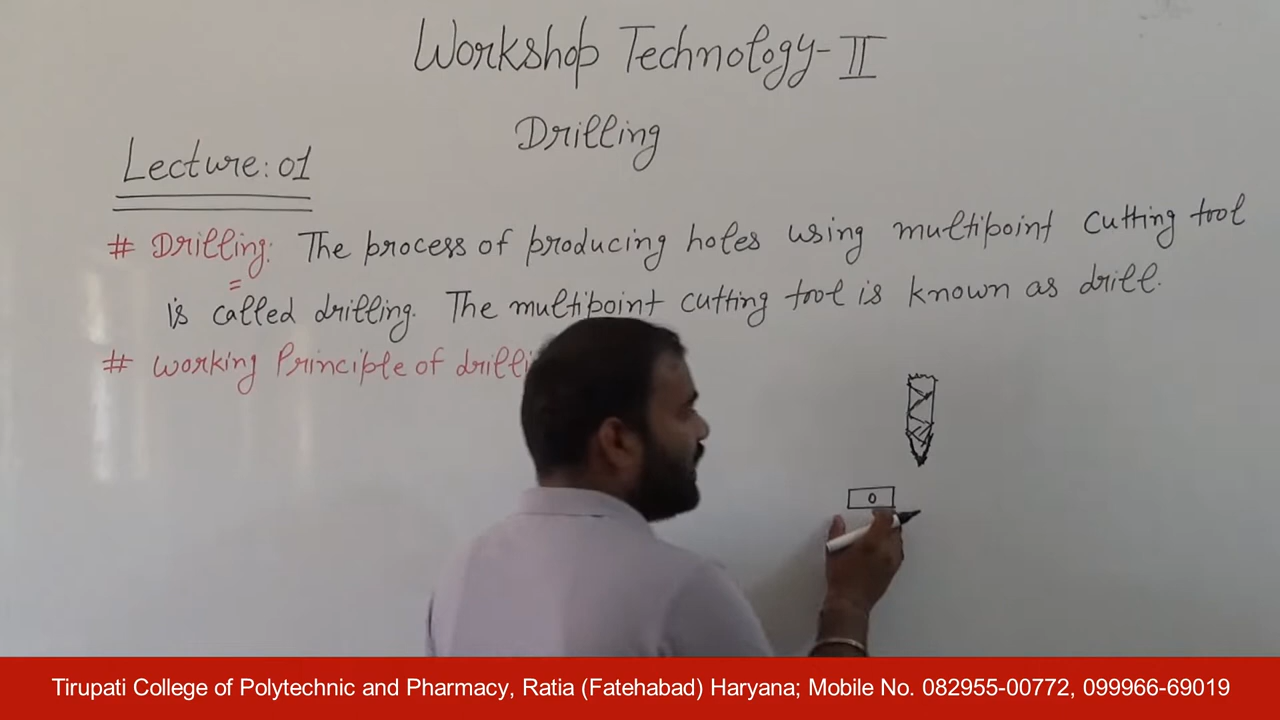 Workshop Technology-II
Drilling
Lecture: 01
# Drilling: The process of producing holes using multipoint cutting tool
is called drilling. The multipoint cutting tool is known as drill.
# Working Principle of
Tirupati College of Polytechnic and Pharmacy, Ratia (Fatehabad) Haryana; Mobile No. 082955-00772, 099966-69019